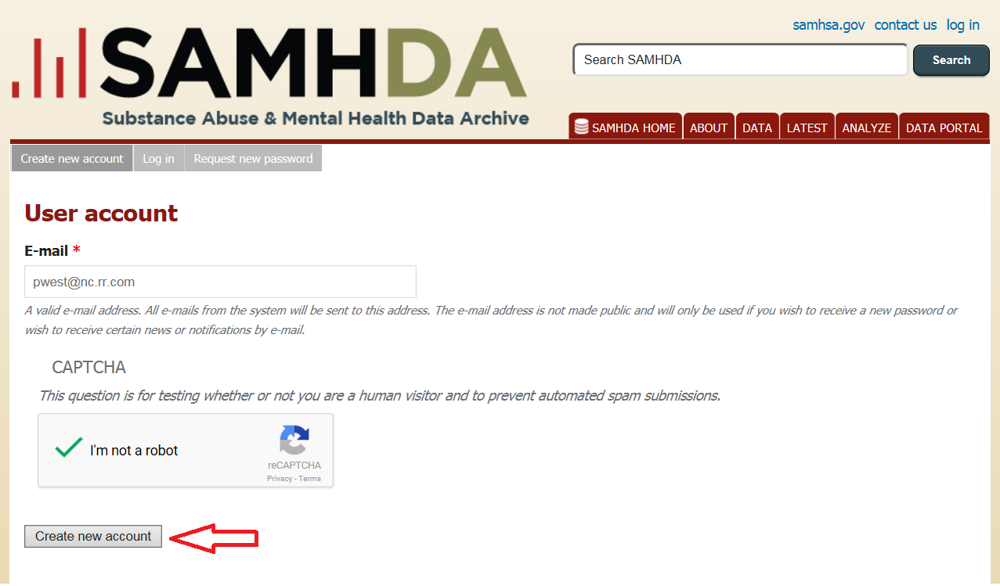 samhsa.gov contact us log in
SAMHDA
Substance Abuse & Mental Health Data Archive
Search SAMHDA
Search
SAMHDA HOME ABOUT DATA LATEST ANALYZE DATA PORTAL
Create new account Log in Request new password
User account
E-mail *
pwest@nc.rr.com
A valid e-mail address. All e-mails from the system will be sent to this address. The e-mail address is not made public and will only be used if you wish to receive a new password or
wish to receive certain news or notifications by e-mail.
CAPTCHA
This question is for testing whether or not you are a human visitor and to prevent automated spam submissions.
I'm not a robot
reCAPTCHA
Privacy - Terms
Create new account